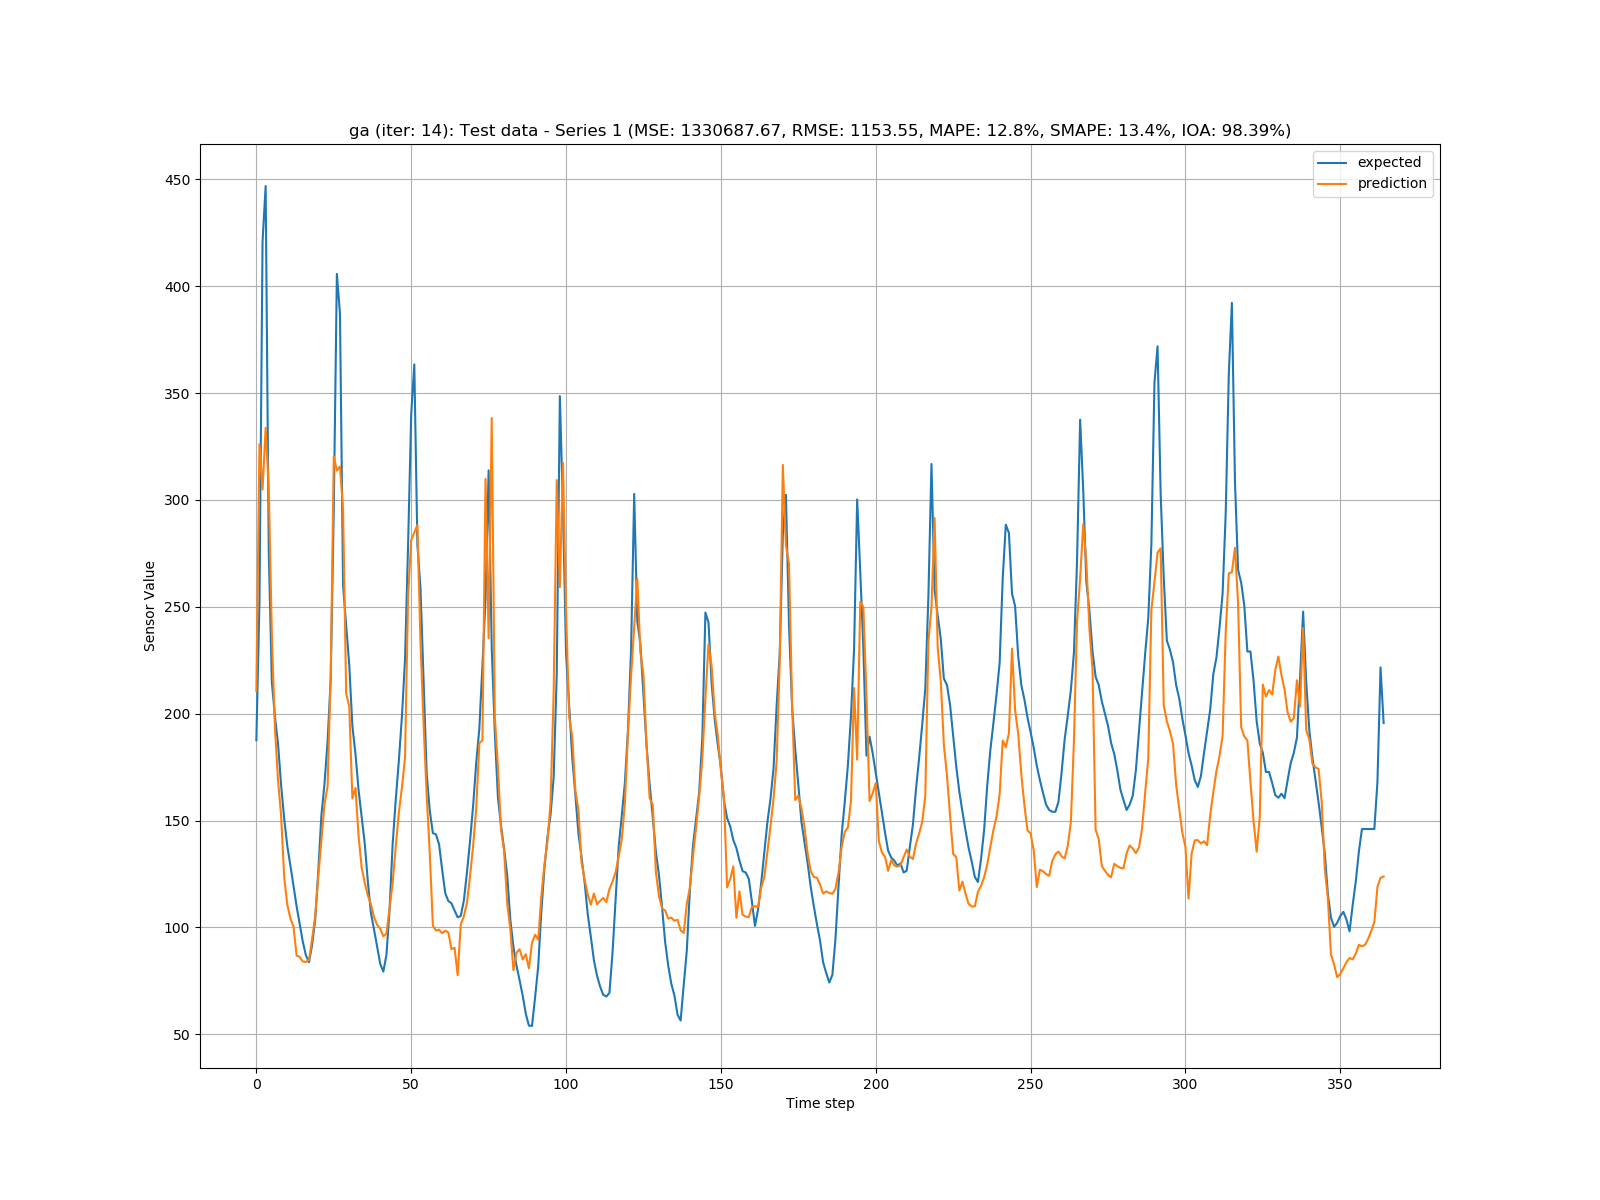 ga (iter: 14): Test data - Series 1 (MSE: 1330687.67, RMSE: 1153.55, MAPE: 12.8%, SMAPE: 13.4%, IOA: 98.39%)
expected
prediction
450
400
350
300
250
200
150
100
50
Sensor Value
0 50 100 150 200 250 300 350
Time step